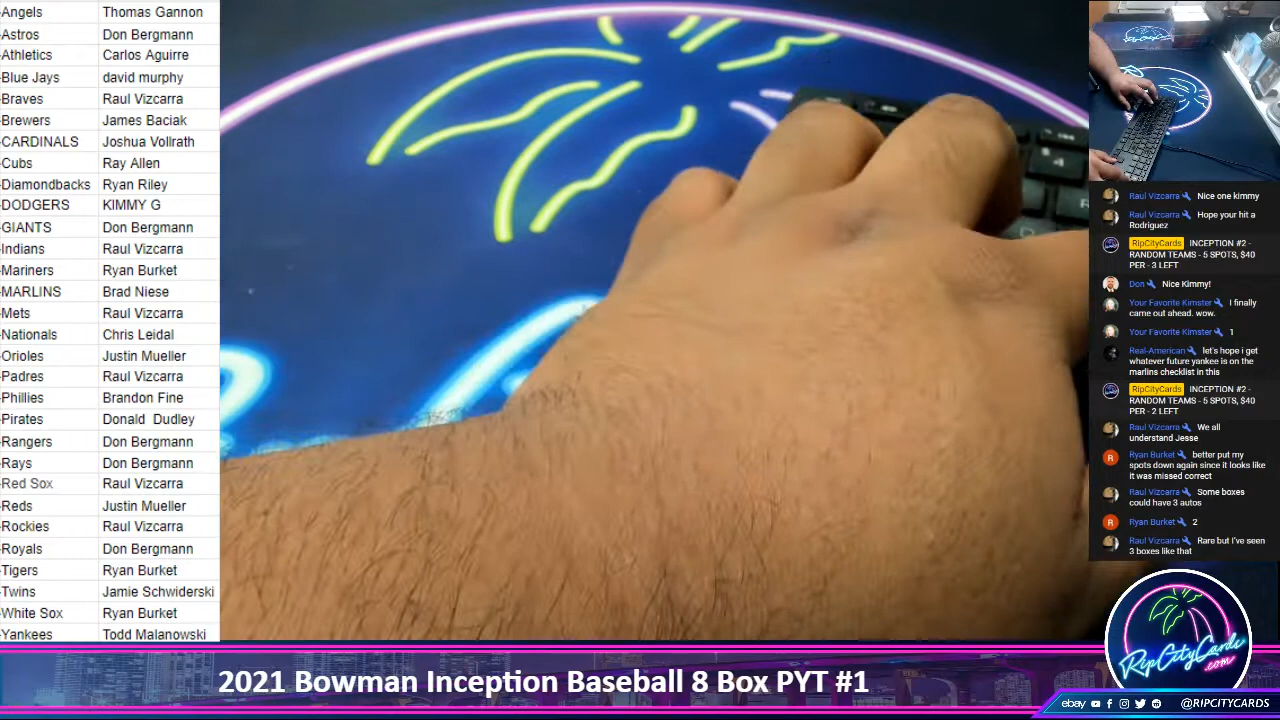 -Angels Thomas Gannon
-Astros Don Bergmann
-Athletics Carlos Aguirre
-Blue Jays david murphy
-Braves Raul Vizcarra
-Brewers James Baciak
-CARDINALS Joshua Vollrath
-Cubs Ray Allen
-Diamondbacks Ryan Riley
-DODGERS KIMMY G
-GIANTS Don Bergmann
-Indians Raul Vizcarra
-Mariners Ryan Burket
-MARLINS Brad Niese
-Mets Raul Vizcarra
-Nationals Chris Leidal
-Orioles Justin Mueller
-Padres Raul Vizcarra
-Phillies Brandon Fine
-Pirates Donald Dudley
-Rangers Don Bergmann
-Rays Don Bergmann
-Red Sox Raul Vizcarra
-Reds Justin Mueller
-Rockies Raul Vizcarra
-Royals Don Bergmann
-Tigers Ryan Burket
-Twins Jamie Schwiderski
-White Sox Ryan Burket
-Yankees Todd Malanowski
Raul Vizcarra Nice one kimmy
Raul Vizcarra Hope your hit a
Rodriguez
RipCityCards INCEPTION #2
- RANDOM TEAMS - 5 SPOTS, $40
PER - 3 LEFT
Don Nice Kimmy!
Your Favorite Kimster I finally
came out ahead. wow.
Your Favorite Kimster 1
Real-American let's hope i get
whatever future yankee is on the
marlins checklist in this
RipCityCards INCEPTION #2
- RANDOM TEAMS - 5 SPOTS, $40
PER - 2 LEFT
Raul Vizcarra We all
understand Jesse
R Ryan Burket better put my
spots down again since it looks like
it was missed correct
Raul Vizcarra Some boxes
could have 3 autos
R Ryan Burket 2
Raul Vizcarra Rare but I've seen
3 boxes like that
RipCityCards
.com
2021 Bowman Inception Baseball 8 Box PYT #1
ebay @RIPCITYCARDS